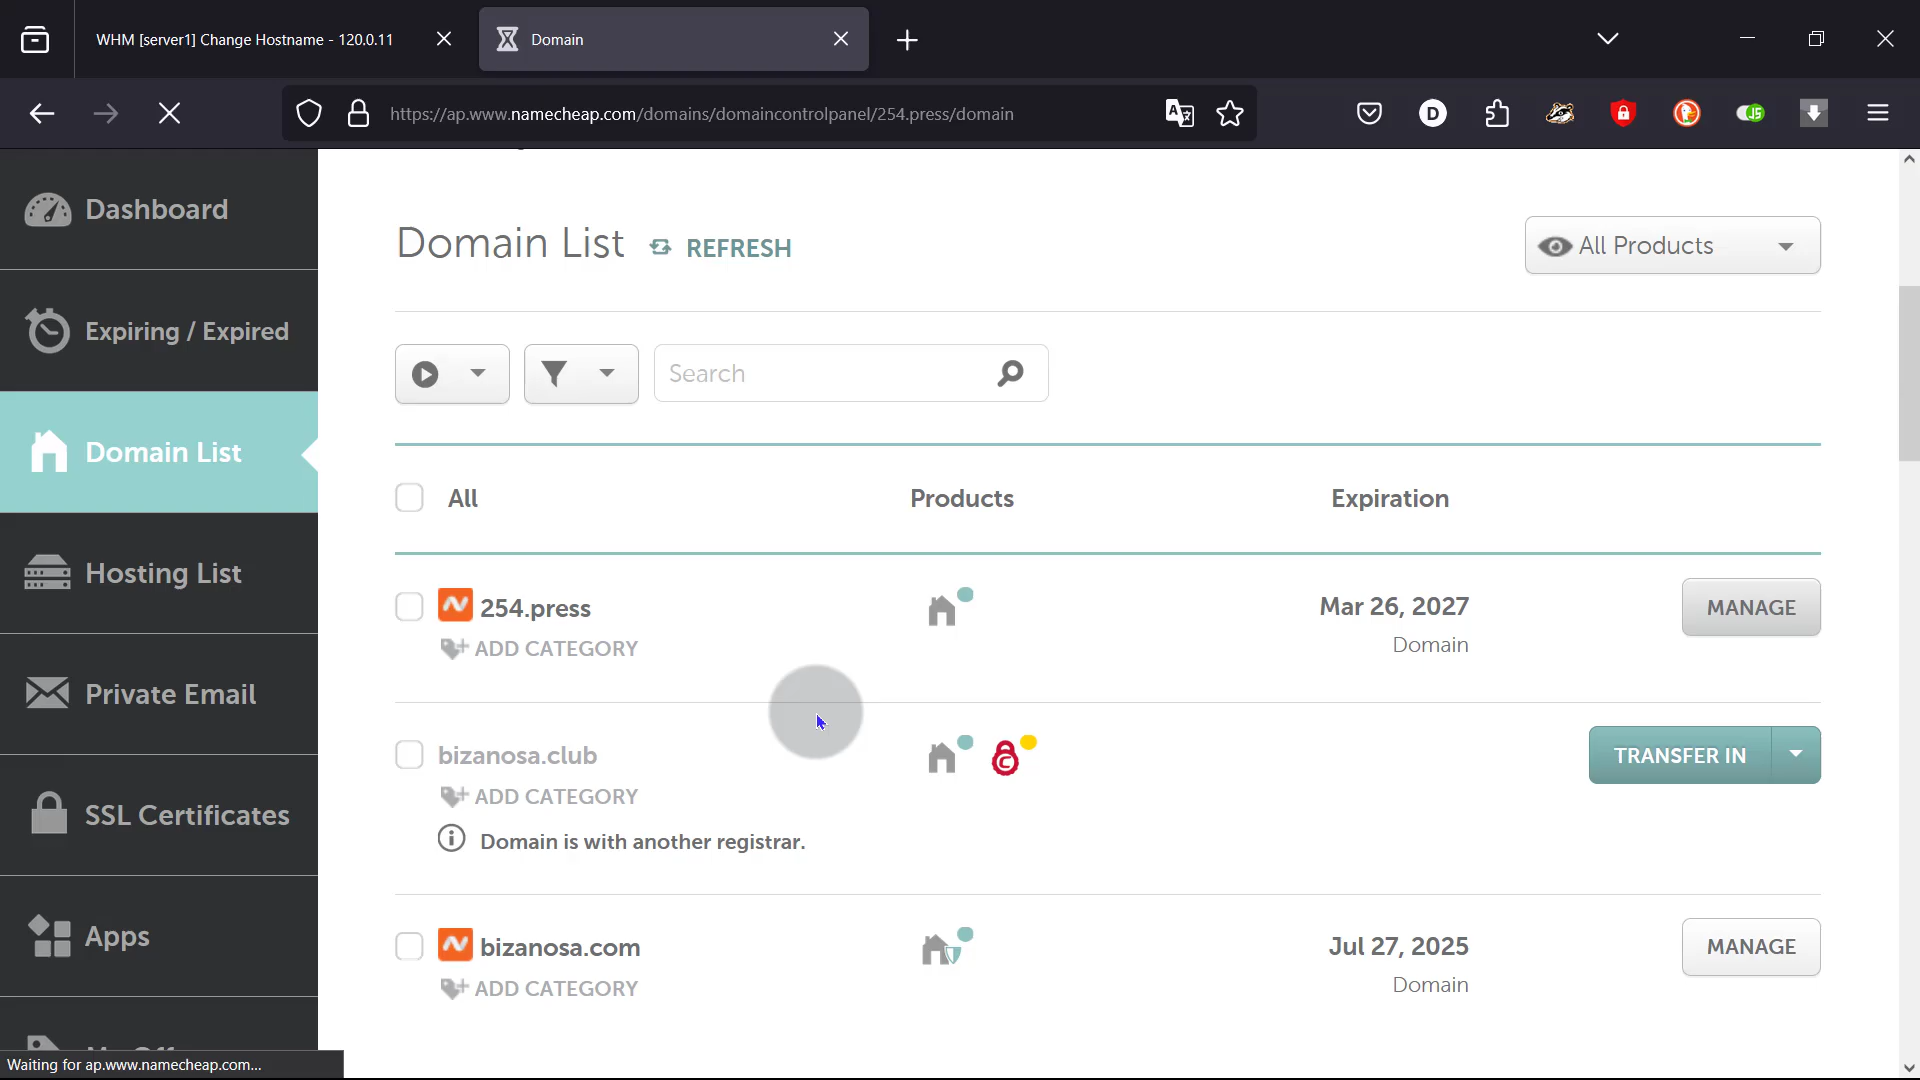 WHM [server1] Change Hostname - 120.0.11
Domain
https://ap.www.namecheap.com/domains/domaincontrolpanel/254.press/domain
D
JS
Dashboard
Expiring / Expired
Domain List
Hosting List
Private Email
SSL Certificates
Apps
Waiting for ap.www.namecheap.com...
Domain List
REFRESH
All Products
Search
All
Products
Expiration
254.press
ADD CATEGORY
Mar 26, 2027
Domain
MANAGE
bizanosa.club
ADD CATEGORY
Domain is with another registrar.
TRANSFER IN
bizanosa.com
ADD CATEGORY
Jul 27, 2025
Domain
MANAGE